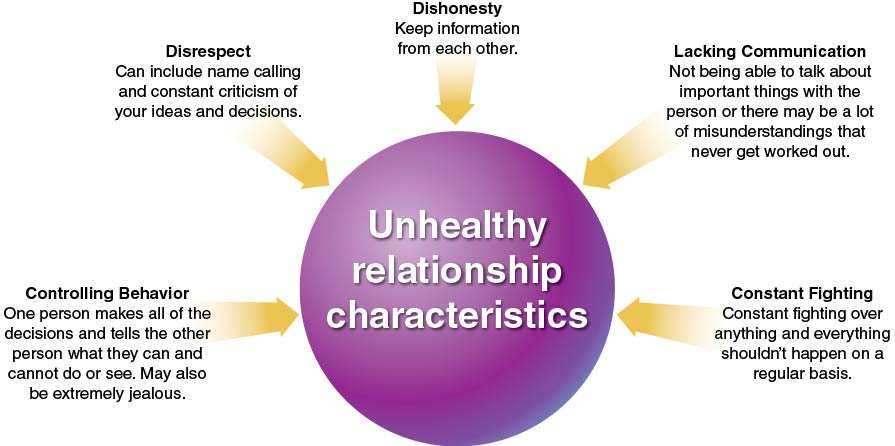 Dishonesty
Keep information
from each other.
Disrespect
Can include name calling
and constant criticism of
your ideas and decisions.
Lacking Communication
Not being able to talk about
important things with the
person or there may be a lot
of misunderstandings that
never get worked out.
Unhealthy
relationship
characteristics
Controlling Behavior
One person makes all of the
decisions and tells the other
person what they can and
cannot do or see. May also
be extremely jealous.
Constant Fighting
Constant fighting over
anything and everything
shouldn’t happen on a
regular basis.